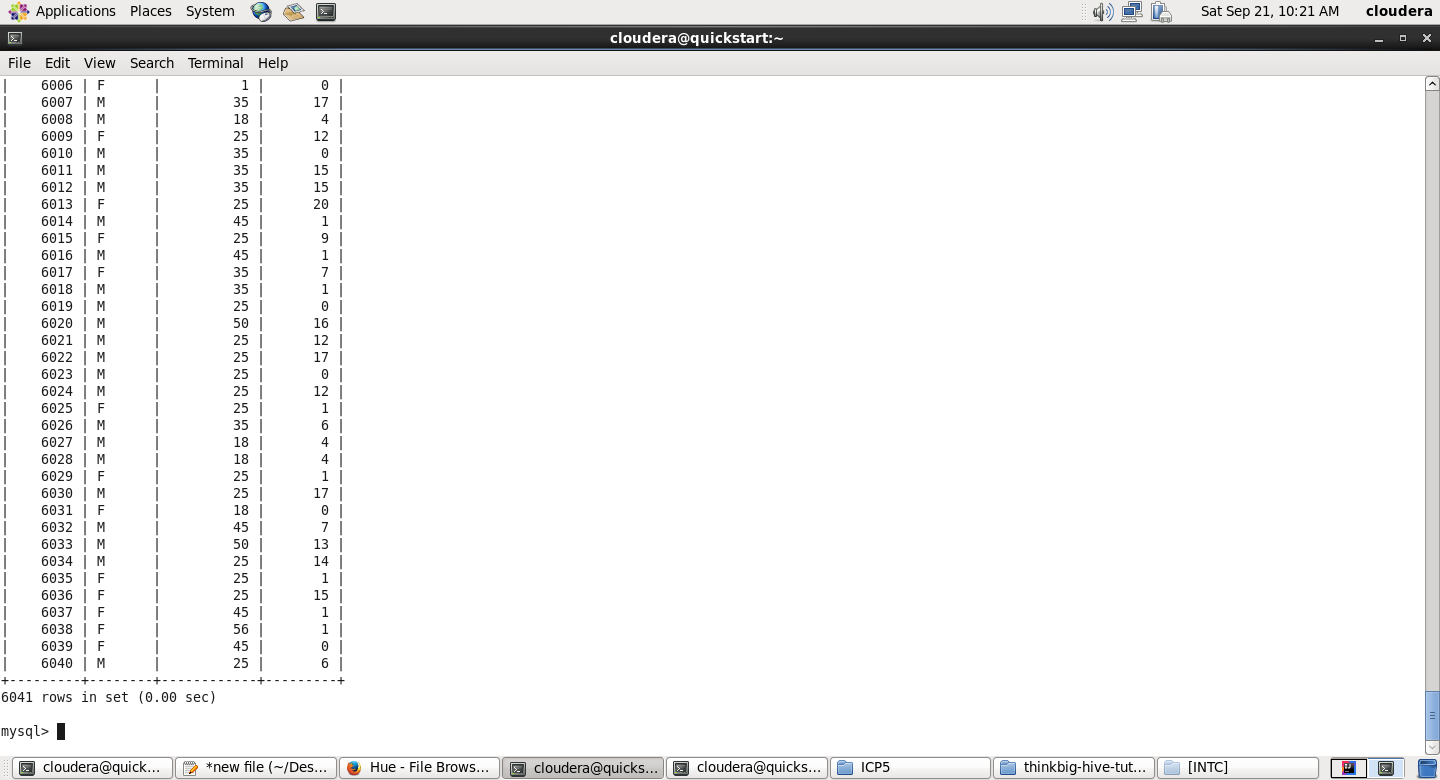 Applications Places System Sat Sep 21, 10:21 AM cloudera
cloudera@quickstart:~
File Edit View Search Terminal Help
| 6006 | F | 1 | 0 |
| 6007 | M | 35 | 17 |
| 6008 | M | 18 | 4 |
| 6009 | F | 25 | 12 |
| 6010 | M | 35 | 0 |
| 6011 | M | 35 | 15 |
| 6012 | M | 35 | 15 |
| 6013 | F | 25 | 20 |
| 6014 | M | 45 | 1 |
| 6015 | F | 25 | 9 |
| 6016 | M | 45 | 1 |
| 6017 | F | 35 | 7 |
| 6018 | M | 35 | 1 |
| 6019 | M | 25 | 0 |
| 6020 | M | 50 | 16 |
| 6021 | M | 25 | 12 |
| 6022 | M | 25 | 17 |
| 6023 | M | 25 | 0 |
| 6024 | M | 25 | 12 |
| 6025 | F | 25 | 1 |
| 6026 | M | 35 | 6 |
| 6027 | M | 18 | 4 |
| 6028 | M | 18 | 4 |
| 6029 | F | 25 | 1 |
| 6030 | M | 25 | 17 |
| 6031 | F | 18 | 0 |
| 6032 | M | 45 | 7 |
| 6033 | M | 50 | 13 |
| 6034 | M | 25 | 14 |
| 6035 | F | 25 | 1 |
| 6036 | F | 25 | 15 |
| 6037 | F | 45 | 1 |
| 6038 | F | 56 | 1 |
| 6039 | F | 45 | 0 |
| 6040 | M | 25 | 6 |
+---------+--------+------------+---------+
6041 rows in set (0.00 sec)
mysql>
cloudera@quick... *new file (~/Des... Hue - File Brows... cloudera@quicks... cloudera@quicks... ICP5 thinkbig-hive-tut... [INTC]